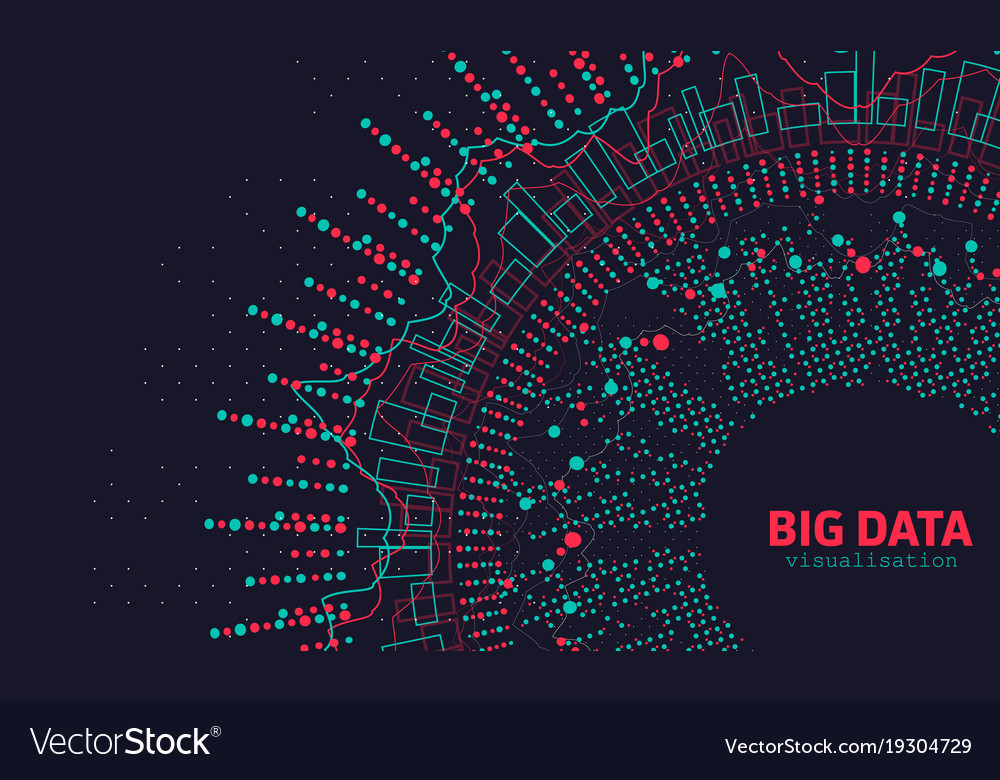 BIG DATA
visualisation
VectorStock®
VectorStock.com/19304729